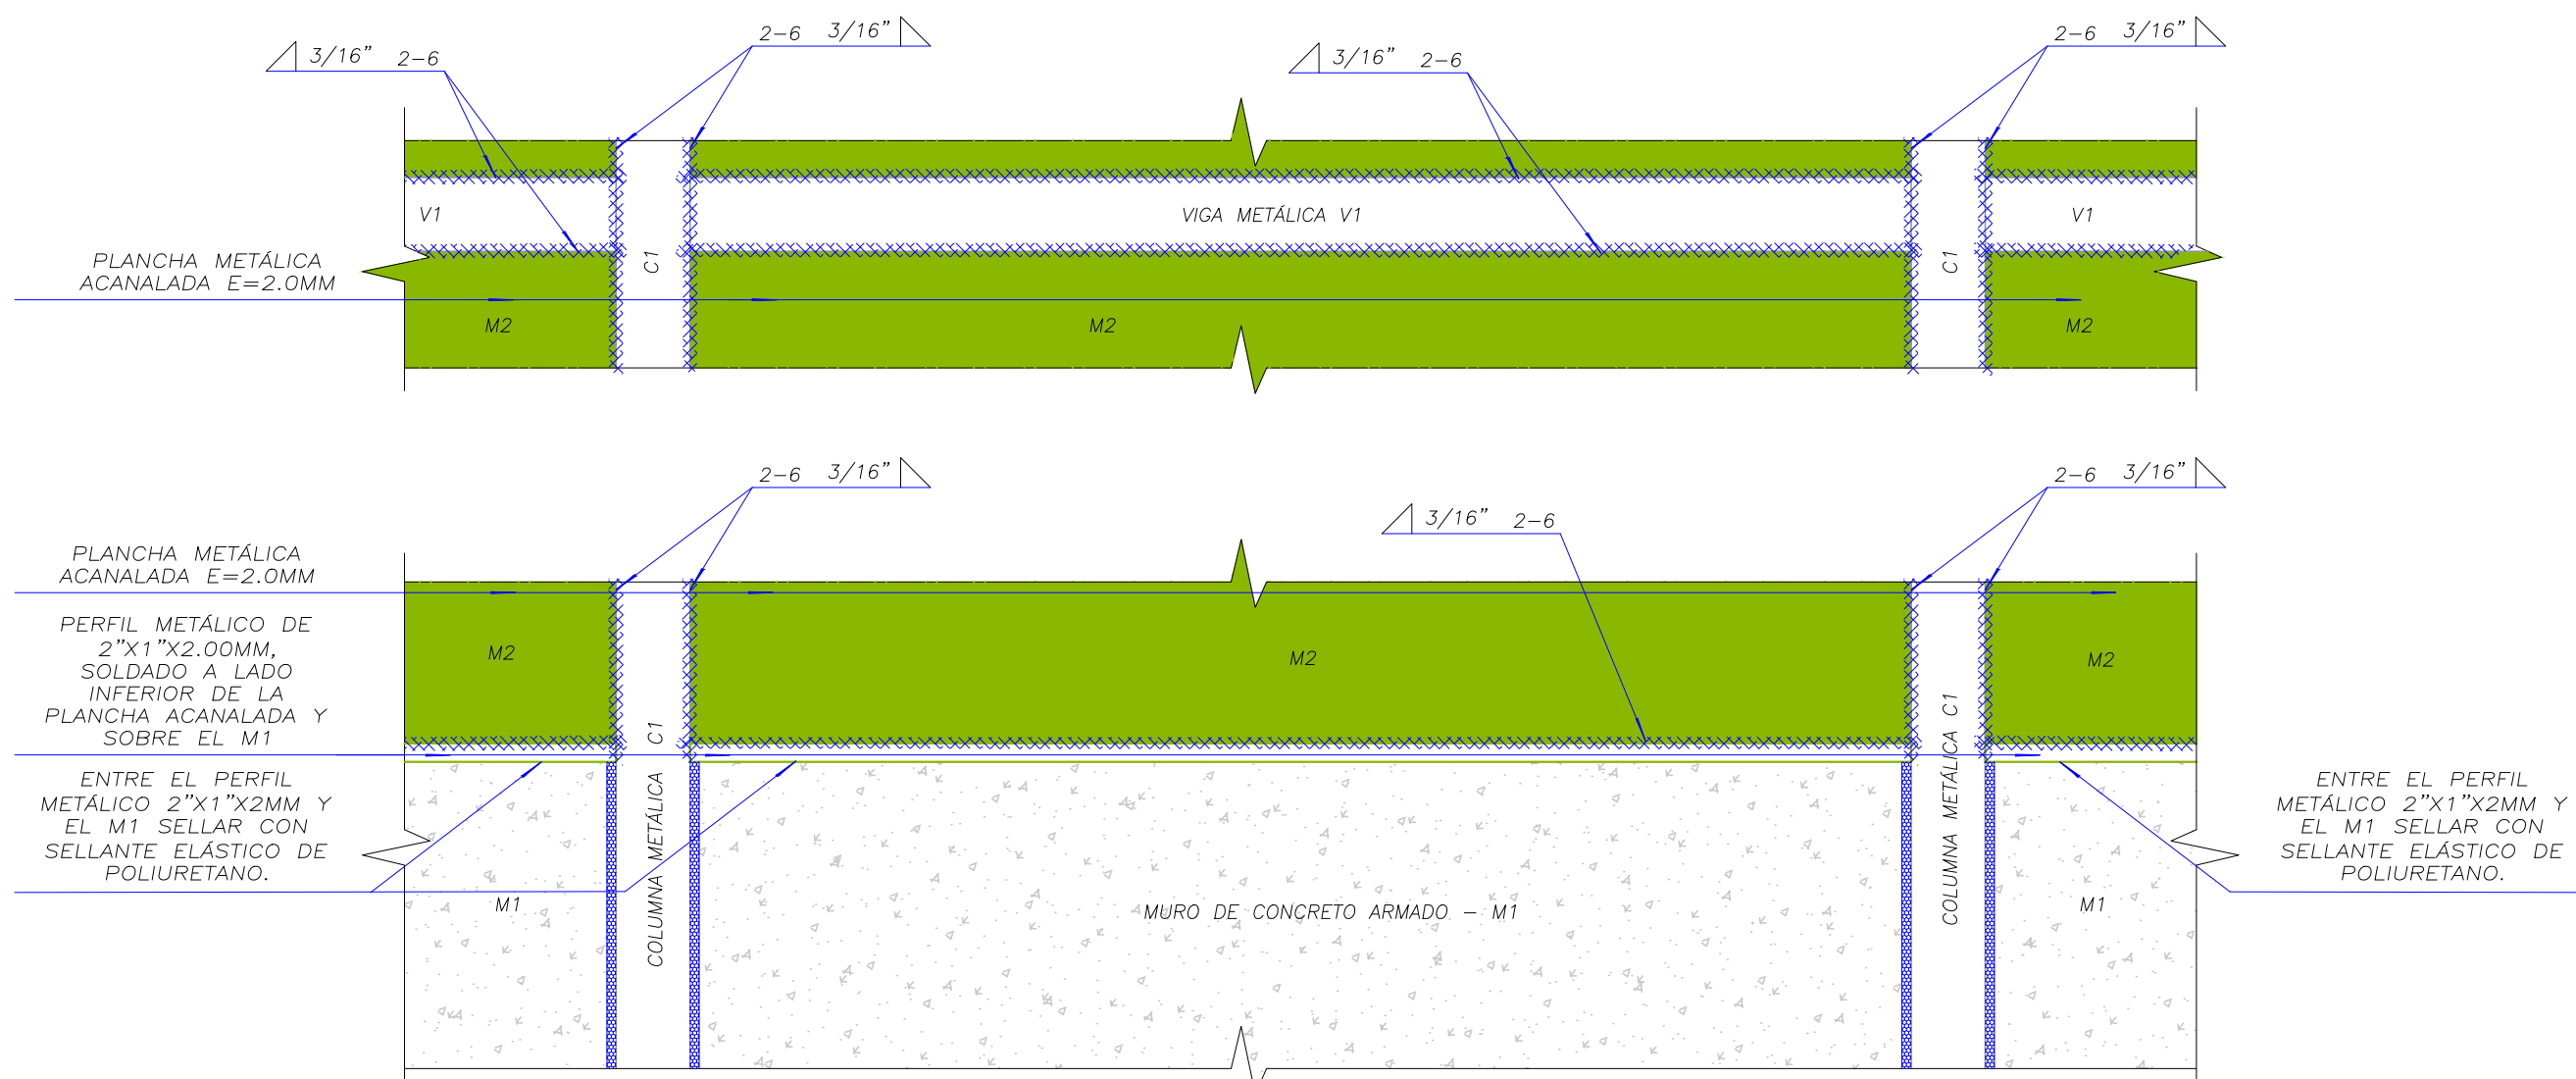 2-6 3/16"
2-6 3/16"
3/16" 2-6
3/16" 2-6
V1
VIGA METÁLICA V1
V1
C1
C1
PLANCHA METÁLICA
ACANALADA E=2.0MM
M2
M2
M2
2-6 3/16"
2-6 3/16"
3/16" 2-6
PLANCHA METÁLICA
ACANALADA E=2.0MM
PERFIL METÁLICO DE
2"X1"X2.00MM,
SOLDADO A LADO
INFERIOR DE LA
PLANCHA ACANALADA Y
SOBRE EL M1
M2
M2
M2
ENTRE EL PERFIL
METÁLICO 2"X1"X2MM Y
EL M1 SELLAR CON
SELLANTE ELÁSTICO DE
POLIURETANO.
COLUMNA METÁLICA C1
COLUMNA METÁLICA C1
ENTRE EL PERFIL
METÁLICO 2"X1"X2MM Y
EL M1 SELLAR CON
SELLANTE ELÁSTICO DE
POLIURETANO.
M1
MURO DE CONCRETO ARMADO - M1
M1